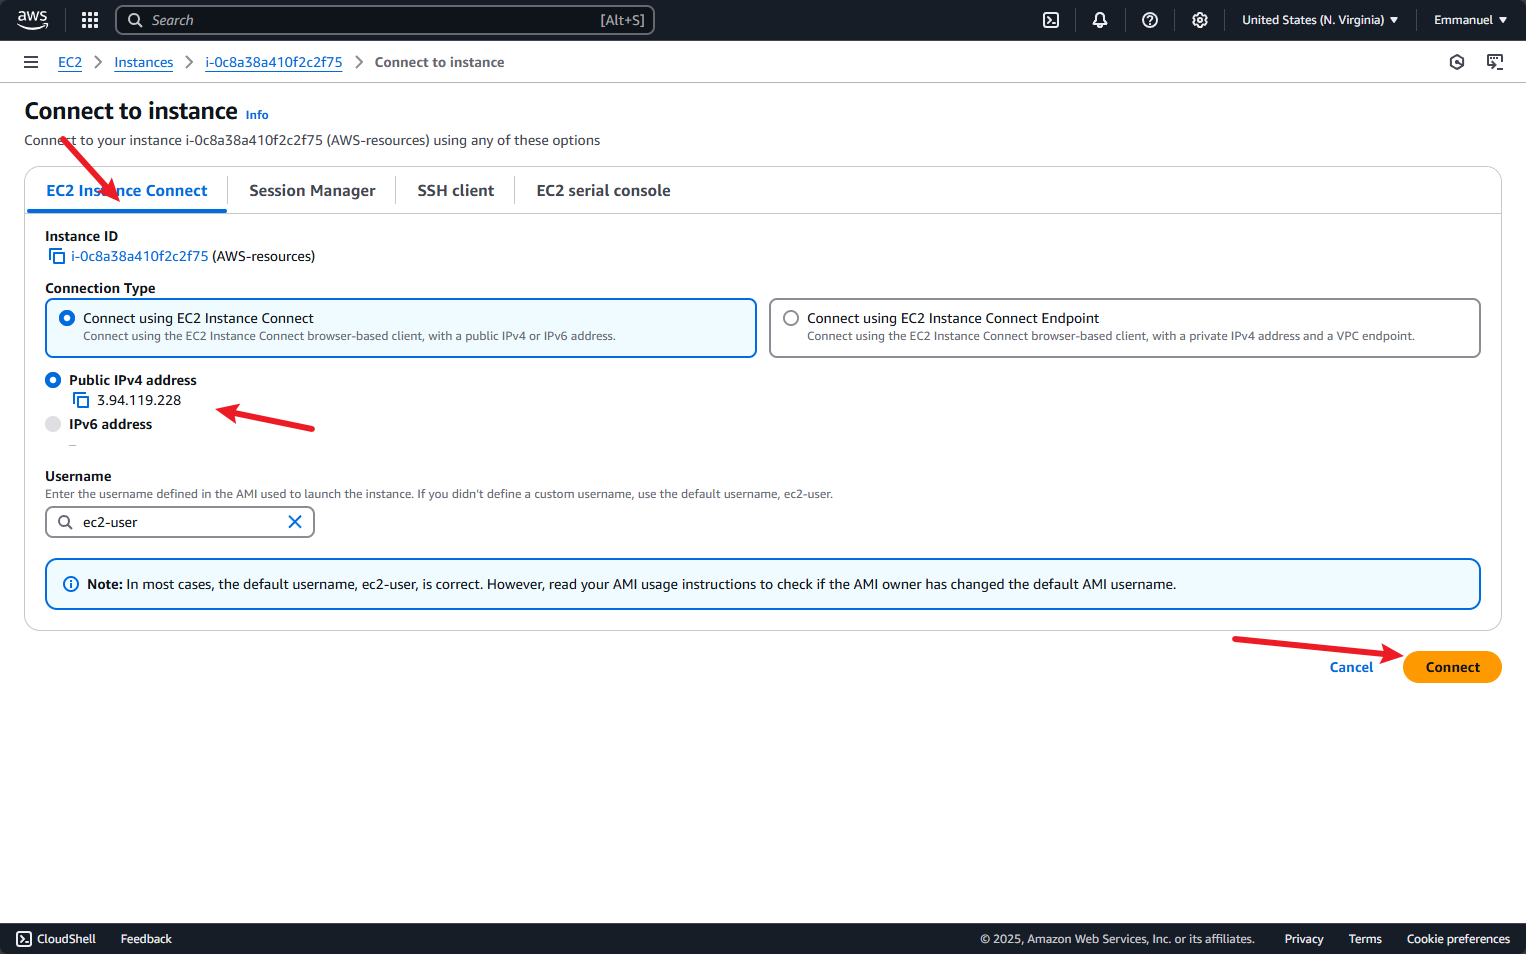 aws Search [Alt+S] United States (N. Virginia) Emmanuel
EC2 Instances i-0c8a38a410f2c2f75 Connect to instance
Connect to instance Info
Connect to your instance i-0c8a38a410f2c2f75 (AWS-resources) using any of these options
EC2 Instance Connect Session Manager SSH client EC2 serial console
Instance ID
i-0c8a38a410f2c2f75 (AWS-resources)
Connection Type
Connect using EC2 Instance Connect
Connect using the EC2 Instance Connect browser-based client, with a public IPv4 or IPv6 address.
Connect using EC2 Instance Connect Endpoint
Connect using the EC2 Instance Connect browser-based client, with a private IPv4 address and a VPC endpoint.
Public IPv4 address
3.94.119.228
IPv6 address
–
Username
Enter the username defined in the AMI used to launch the instance. If you didn't define a custom username, use the default username, ec2-user.
ec2-user
Note: In most cases, the default username, ec2-user, is correct. However, read your AMI usage instructions to check if the AMI owner has changed the default AMI username.
Cancel Connect
CloudShell Feedback © 2025, Amazon Web Services, Inc. or its affiliates. Privacy Terms Cookie preferences